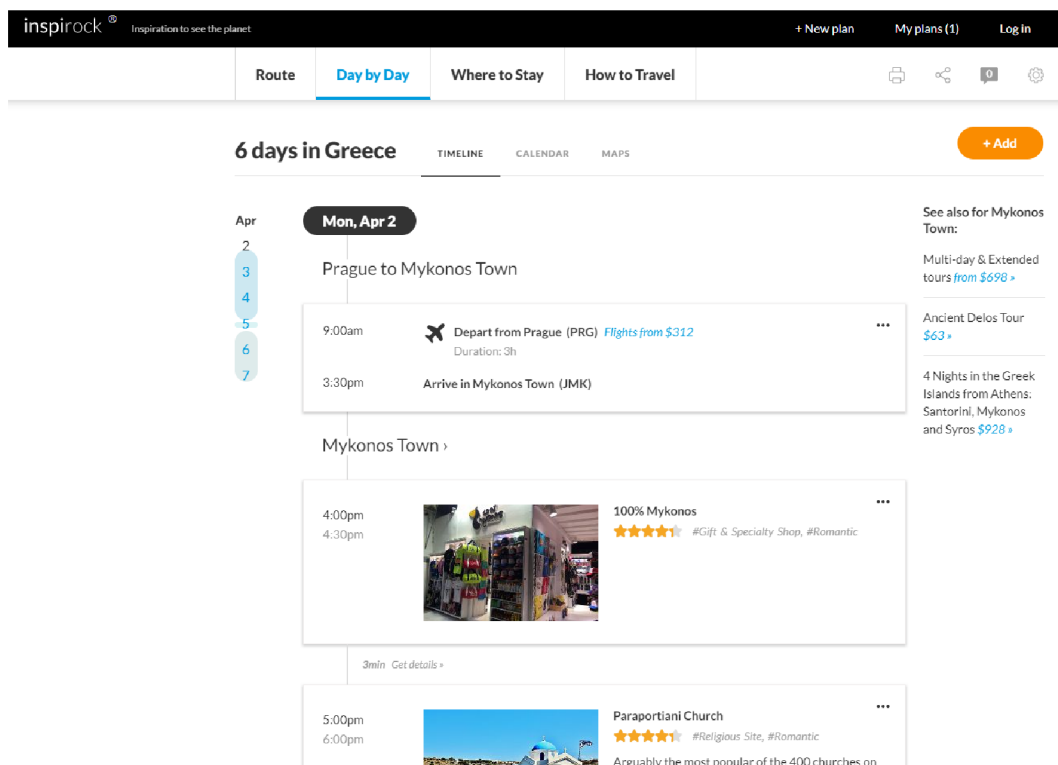 inspirock ®
Inspiration to see the planet
+ New plan
My plans (1)
Log in
Route
Day by Day
Where to Stay
How to Travel
0
6 days in Greece
TIMELINE
CALENDAR
MAPS
+ Add
Apr
2
3
4
5
6
7
Mon, Apr 2
Prague to Mykonos Town
9:00am
Depart from Prague (PRG) Flights from $312
Duration: 3h
3:30pm
Arrive in Mykonos Town (JMK)
Mykonos Town ›
4:00pm
4:30pm
100% Mykonos
#Gift & Specialty Shop, #Romantic
3min Get details »
5:00pm
6:00pm
Paraportiani Church
#Religious Site, #Romantic
Arguably the most popular of the 400 churches on
See also for Mykonos
Town:
Multi-day & Extended
tours from $698 »
Ancient Delos Tour
$63 »
4 Nights in the Greek
Islands from Athens:
Santorini, Mykonos
and Syros $928 »